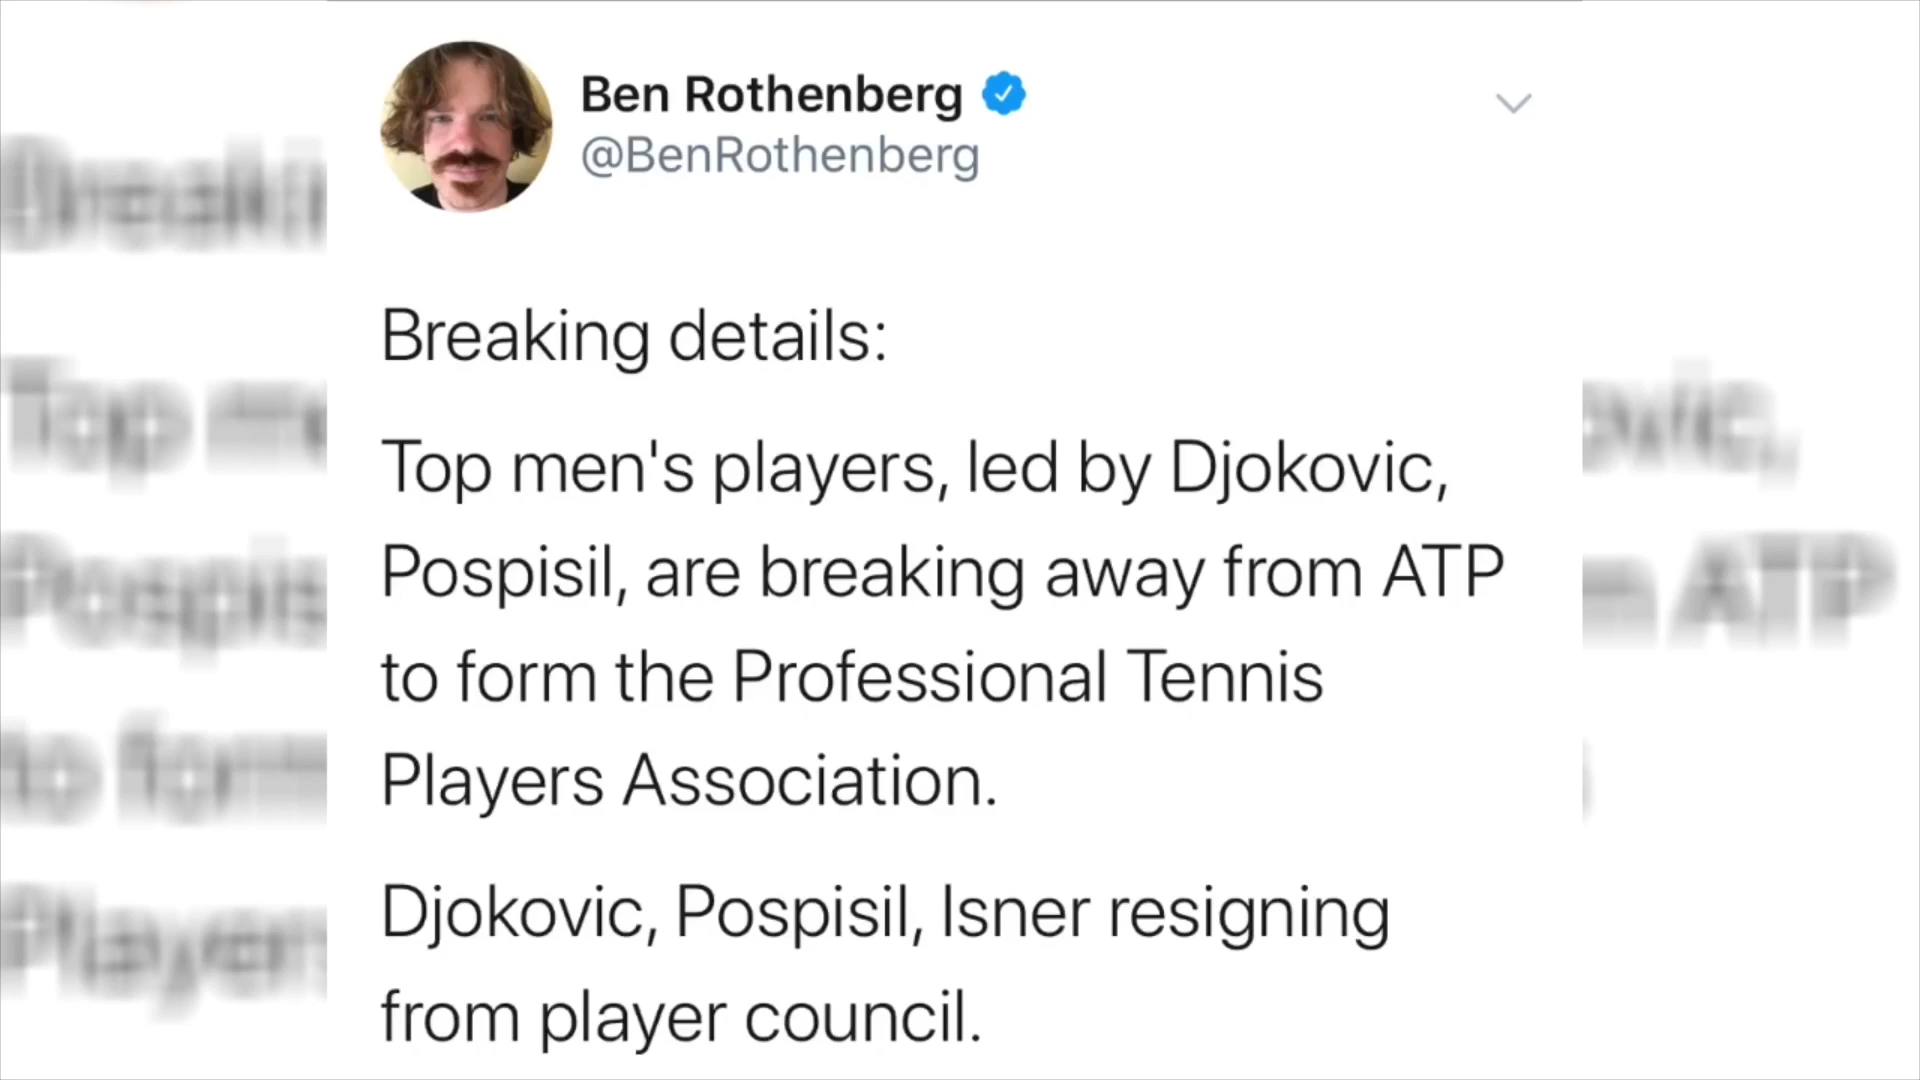 Ben Rothenberg
@BenRothenberg
Breaking details:
Top men's players, led by Djokovic,
Pospisil, are breaking away from ATP
to form the Professional Tennis
Players Association.
Djokovic, Pospisil, Isner resigning
from player council.